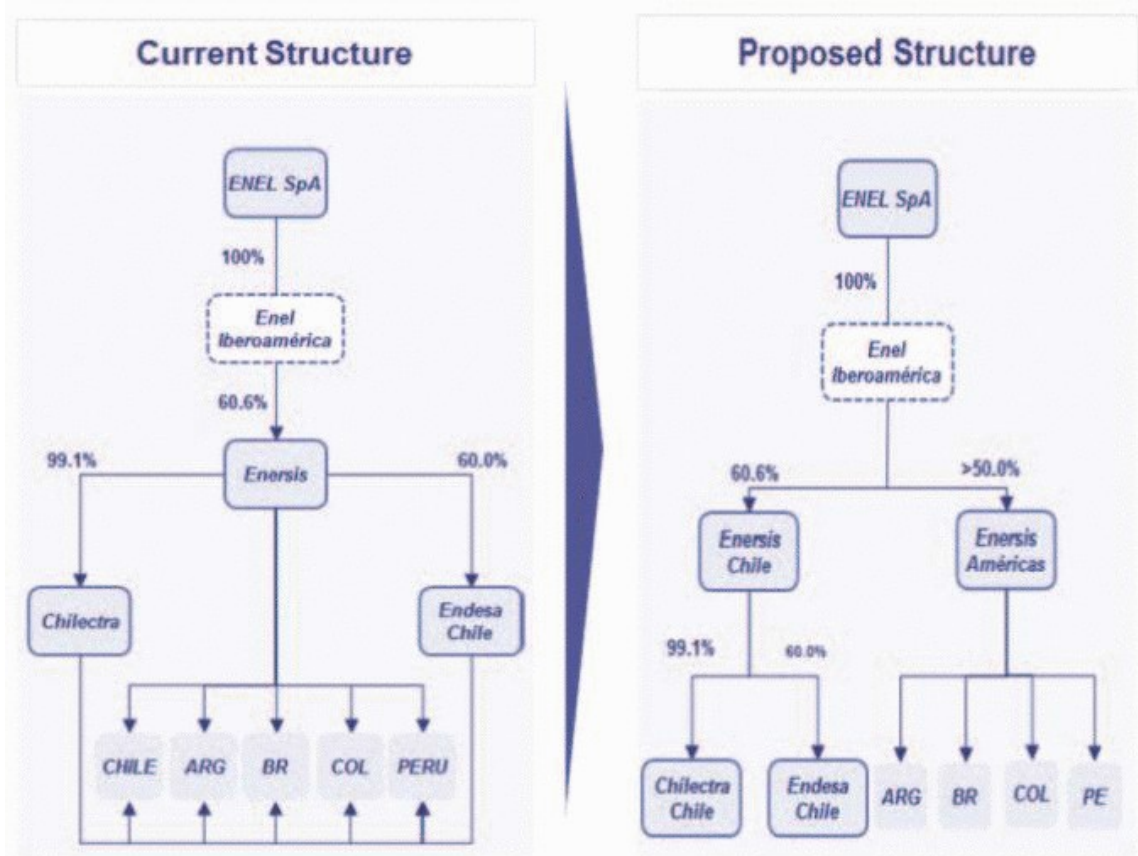 Current Structure
ENEL SpA
100%
Enel
Iberoamérica
60.6%
99.1%
Enersis
60.0%
Chilectra
Endesa
Chile
CHILE
ARG
BR
COL
PERU
Proposed Structure
ENEL SpA
100%
Enel
Iberoamérica
60.6%
>50.0%
Enersis
Chile
Enersis
Américas
99.1%
60.0%
Chilectra
Chile
Endesa
Chile
ARG
BR
COL
PE